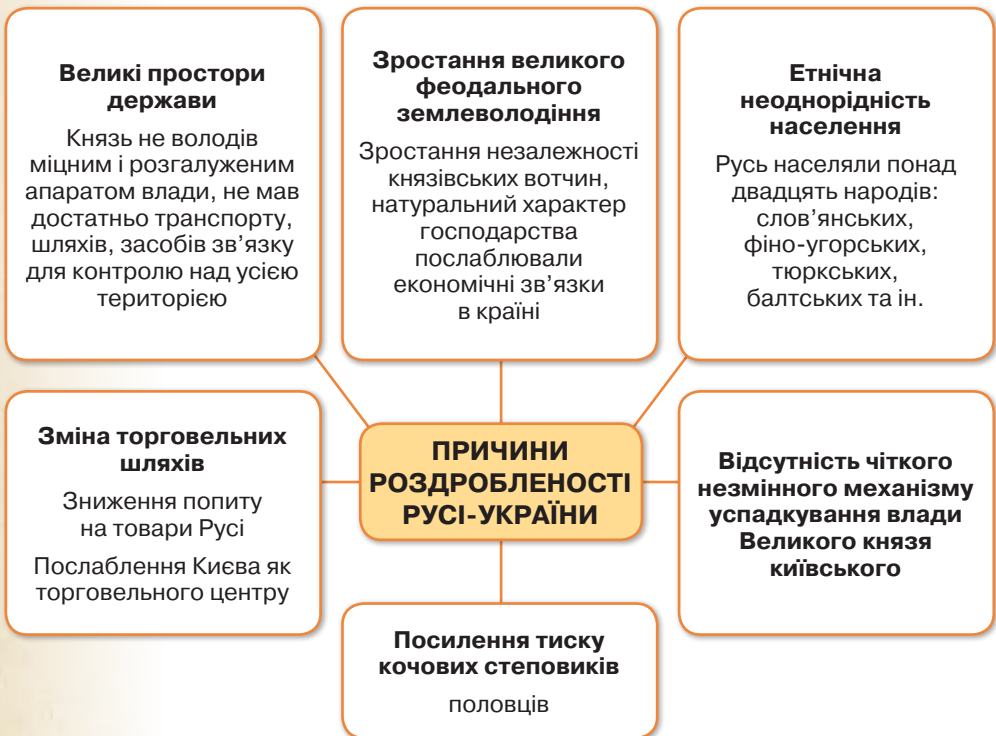 Великі простори
держави
Князь не володів
міцним і розгалуженим
апаратом влади, не мав
достатньо транспорту,
шляхів, засобів зв’язку
для контролю над усією
територією
Зростання великого
феодального
землеволодіння
Зростання незалежності
князівських вотчин,
натуральний характер
господарства
послаблювали
економічні зв’язки
в країні
Етнічна
неоднорідність
населення
Русь населяли понад
двадцять народів:
слов’янських,
фіно-угорських,
тюркських,
балтських та ін.
Зміна торговельних
шляхів
Зниження попиту
на товари Русі
Послаблення Києва як
торговельного центру
ПРИЧИНИ
РОЗДРОБЛЕНОСТІ
РУСІ-УКРАЇНИ
Відсутність чіткого
незмінного механізму
успадкування влади
Великого князя
київського
Посилення тиску
кочових степовиків
половців